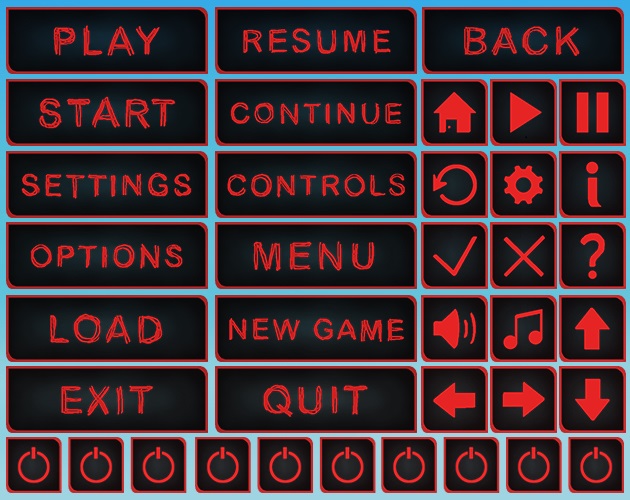 PLAY
RESUME
BACK
START
CONTINUE
SETTINGS
CONTROLS
i
OPTIONS
MENU
?
LOAD
NEW GAME
EXIT
QUIT